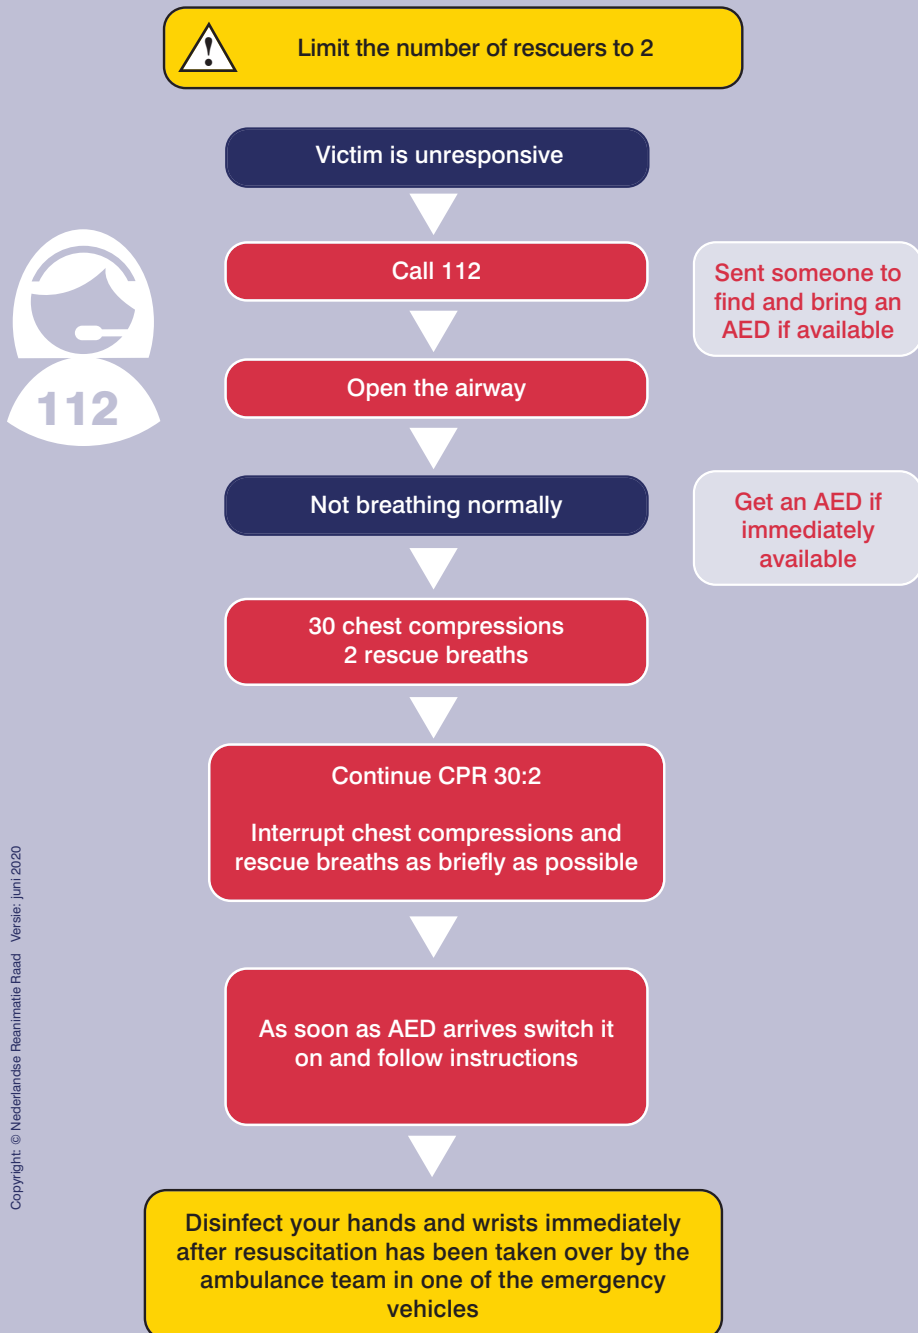 Limit the number of rescuers to 2
Victim is unresponsive
Call 112
Sent someone to
find and bring an
AED if available
112
Open the airway
Not breathing normally
Get an AED if
immediately
available
30 chest compressions
2 rescue breaths
Continue CPR 30:2
Interrupt chest compressions and
rescue breaths as briefly as possible
As soon as AED arrives switch it
on and follow instructions
Disinfect your hands and wrists immediately
after resuscitation has been taken over by the
ambulance team in one of the emergency
vehicles
Copyright: © Nederlandse Reanimatie Raad Versie: juni 2020